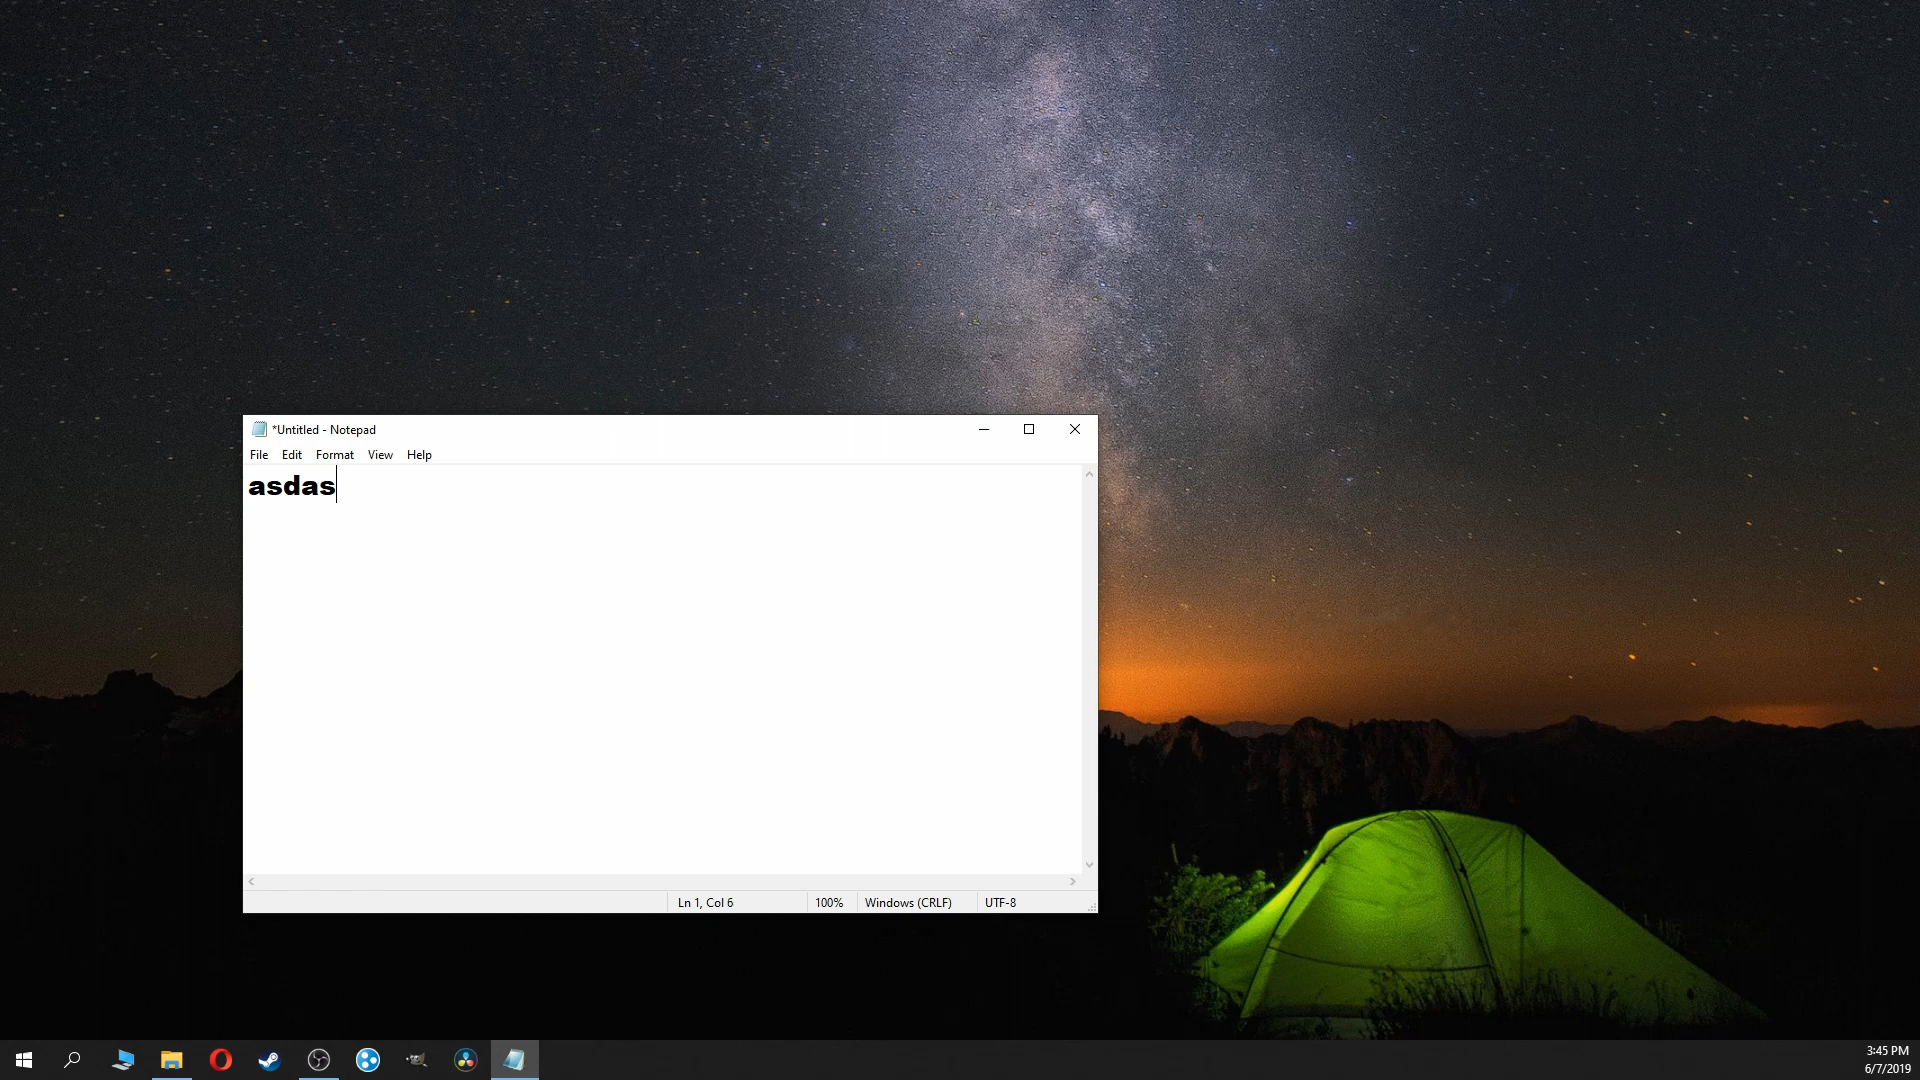 *Untitled - Notepad
File Edit Format View Help
asdas
Ln 1, Col 6 100% Windows (CRLF) UTF-8
3:45 PM
6/7/2019